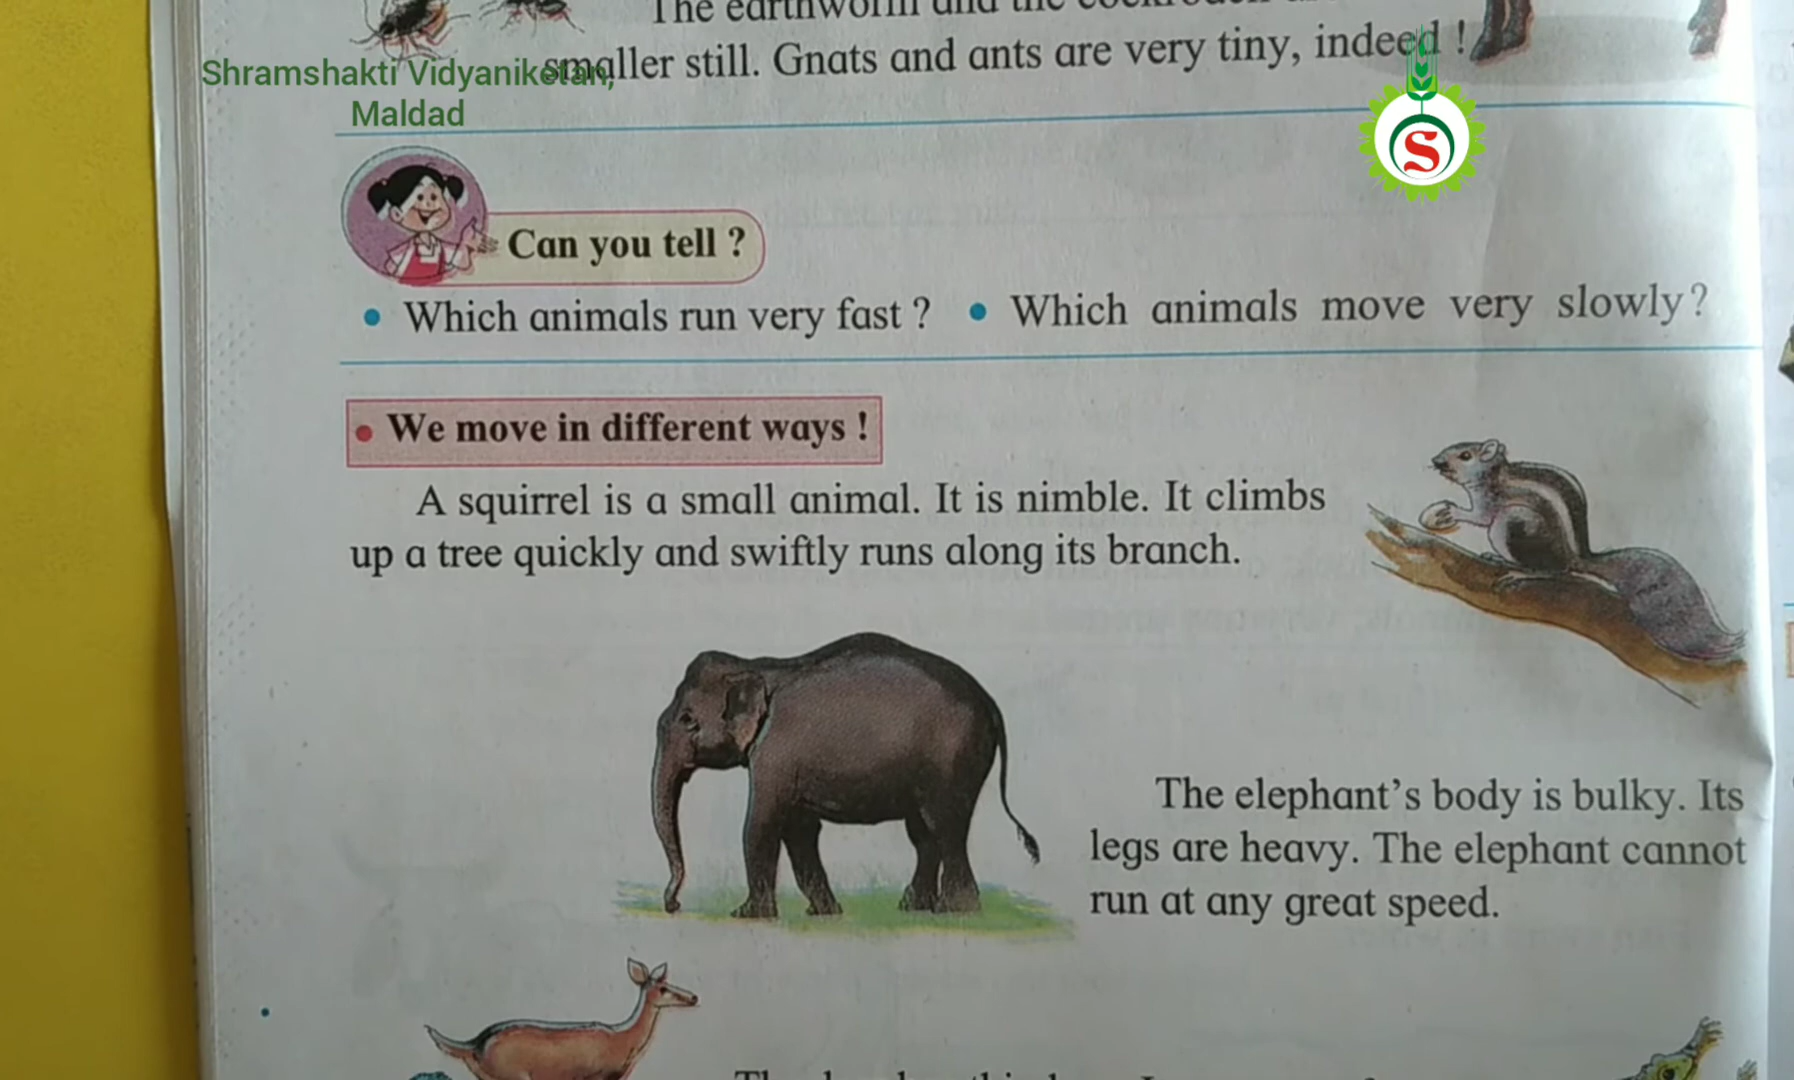 The earthworm and the cockroach
smaller still. Gnats and ants are very tiny, indeed !
Shramshakti Vidyaniketan,
Maldad
S
Can you tell ?
• Which animals run very fast ? • Which animals move very slowly ?
• We move in different ways !
A squirrel is a small animal. It is nimble. It climbs
up a tree quickly and swiftly runs along its branch.
The elephant's body is bulky. Its
legs are heavy. The elephant cannot
run at any great speed.